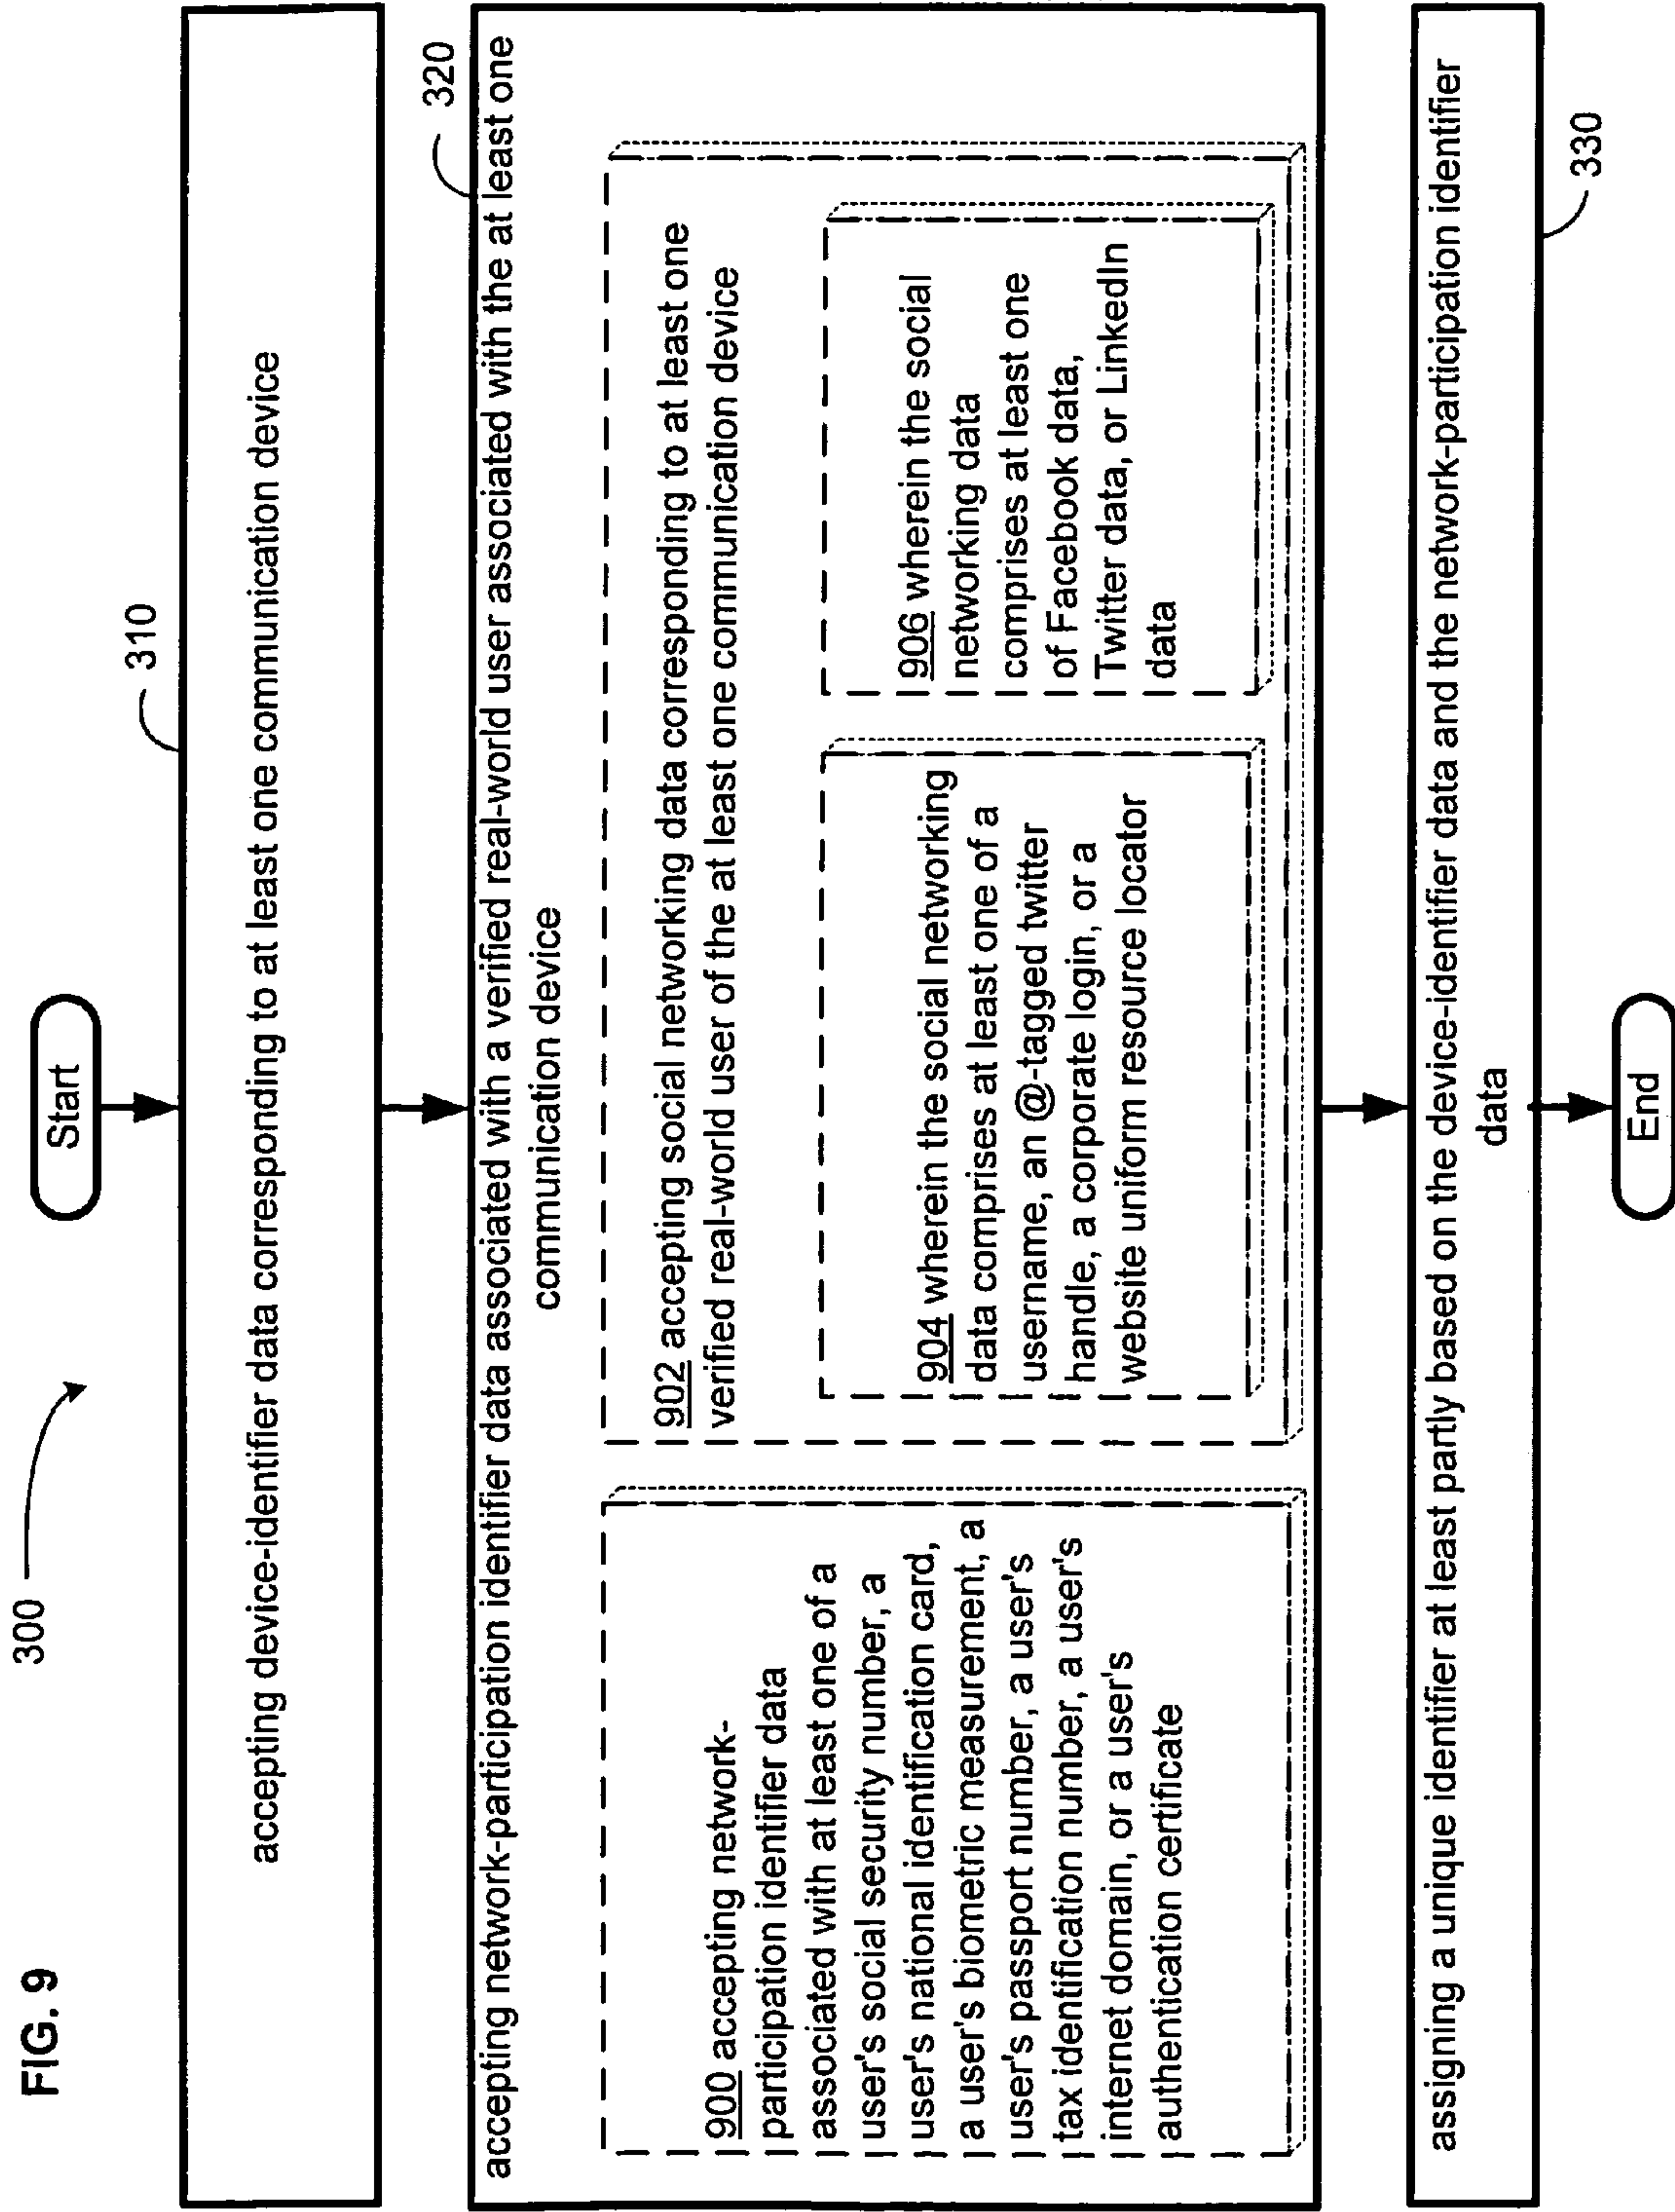 FIG. 9
300
Start
310
accepting device-identifier data corresponding to at least one communication device
320
accepting network-participation identifier data associated with a verified real-world user associated with the at least one
communication device
900 accepting network-
participation identifier data
associated with at least one of a
user's social security number, a
user's national identification card,
a user's biometric measurement, a
user's passport number, a user's
tax identification number, a user's
internet domain, or a user's
authentication certificate
902 accepting social networking data corresponding to at least one
verified real-world user of the at least one communication device
904 wherein the social networking
data comprises at least one of a
username, an @-tagged twitter
handle, a corporate login, or a
website uniform resource locator
906 wherein the social
networking data
comprises at least one
of Facebook data,
Twitter data, or LinkedIn
data
assigning a unique identifier at least partly based on the device-identifier data and the network-participation identifier
data
330
End